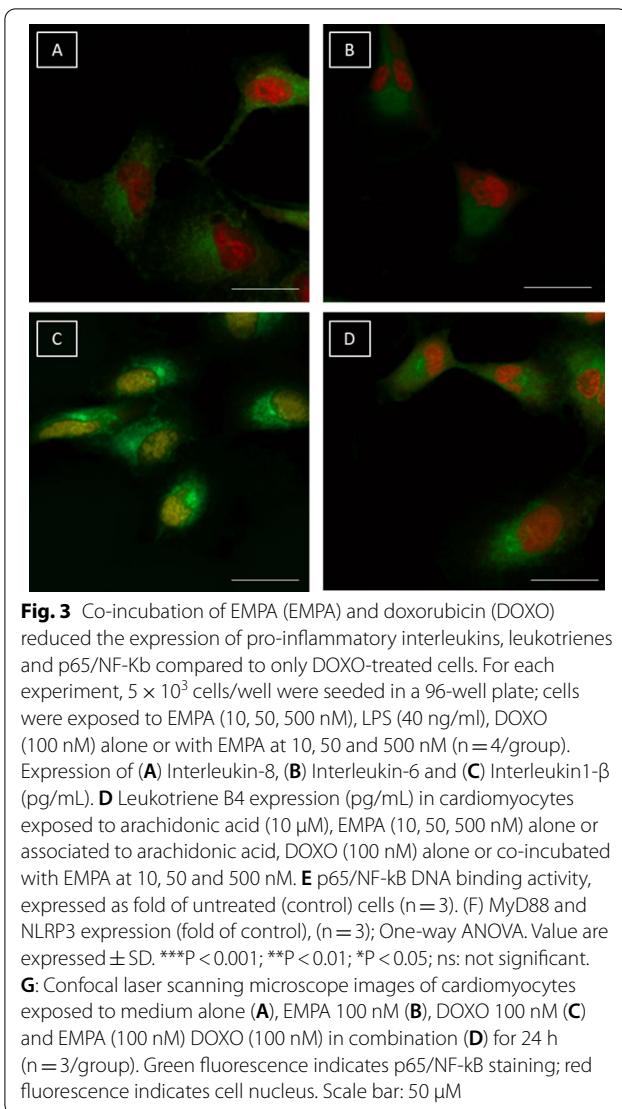 A
B
C
D
Fig. 3 Co-incubation of EMPA (EMPA) and doxorubicin (DOXO)
reduced the expression of pro-inflammatory interleukins, leukotrienes
and p65/NF-Kb compared to only DOXO-treated cells. For each
experiment, 5 × 10³ cells/well were seeded in a 96-well plate; cells
were exposed to EMPA (10, 50, 500 nM), LPS (40 ng/ml), DOXO
(100 nM) alone or with EMPA at 10, 50 and 500 nM (n = 4/group).
Expression of (A) Interleukin-8, (B) Interleukin-6 and (C) Interleukin1-β
(pg/mL). D Leukotriene B4 expression (pg/mL) in cardiomyocytes
exposed to arachidonic acid (10 µM), EMPA (10, 50, 500 nM) alone or
associated to arachidonic acid, DOXO (100 nM) alone or co-incubated
with EMPA at 10, 50 and 500 nM. E p65/NF-kB DNA binding activity,
expressed as fold of untreated (control) cells (n = 3). (F) MyD88 and
NLRP3 expression (fold of control), (n = 3); One-way ANOVA. Value are
expressed ± SD. ***P < 0.001; **P < 0.01; *P < 0.05; ns: not significant.
G: Confocal laser scanning microscope images of cardiomyocytes
exposed to medium alone (A), EMPA 100 nM (B), DOXO 100 nM (C)
and EMPA (100 nM) DOXO (100 nM) in combination (D) for 24 h
(n = 3/group). Green fluorescence indicates p65/NF-kB staining; red
fluorescence indicates cell nucleus. Scale bar: 50 µM